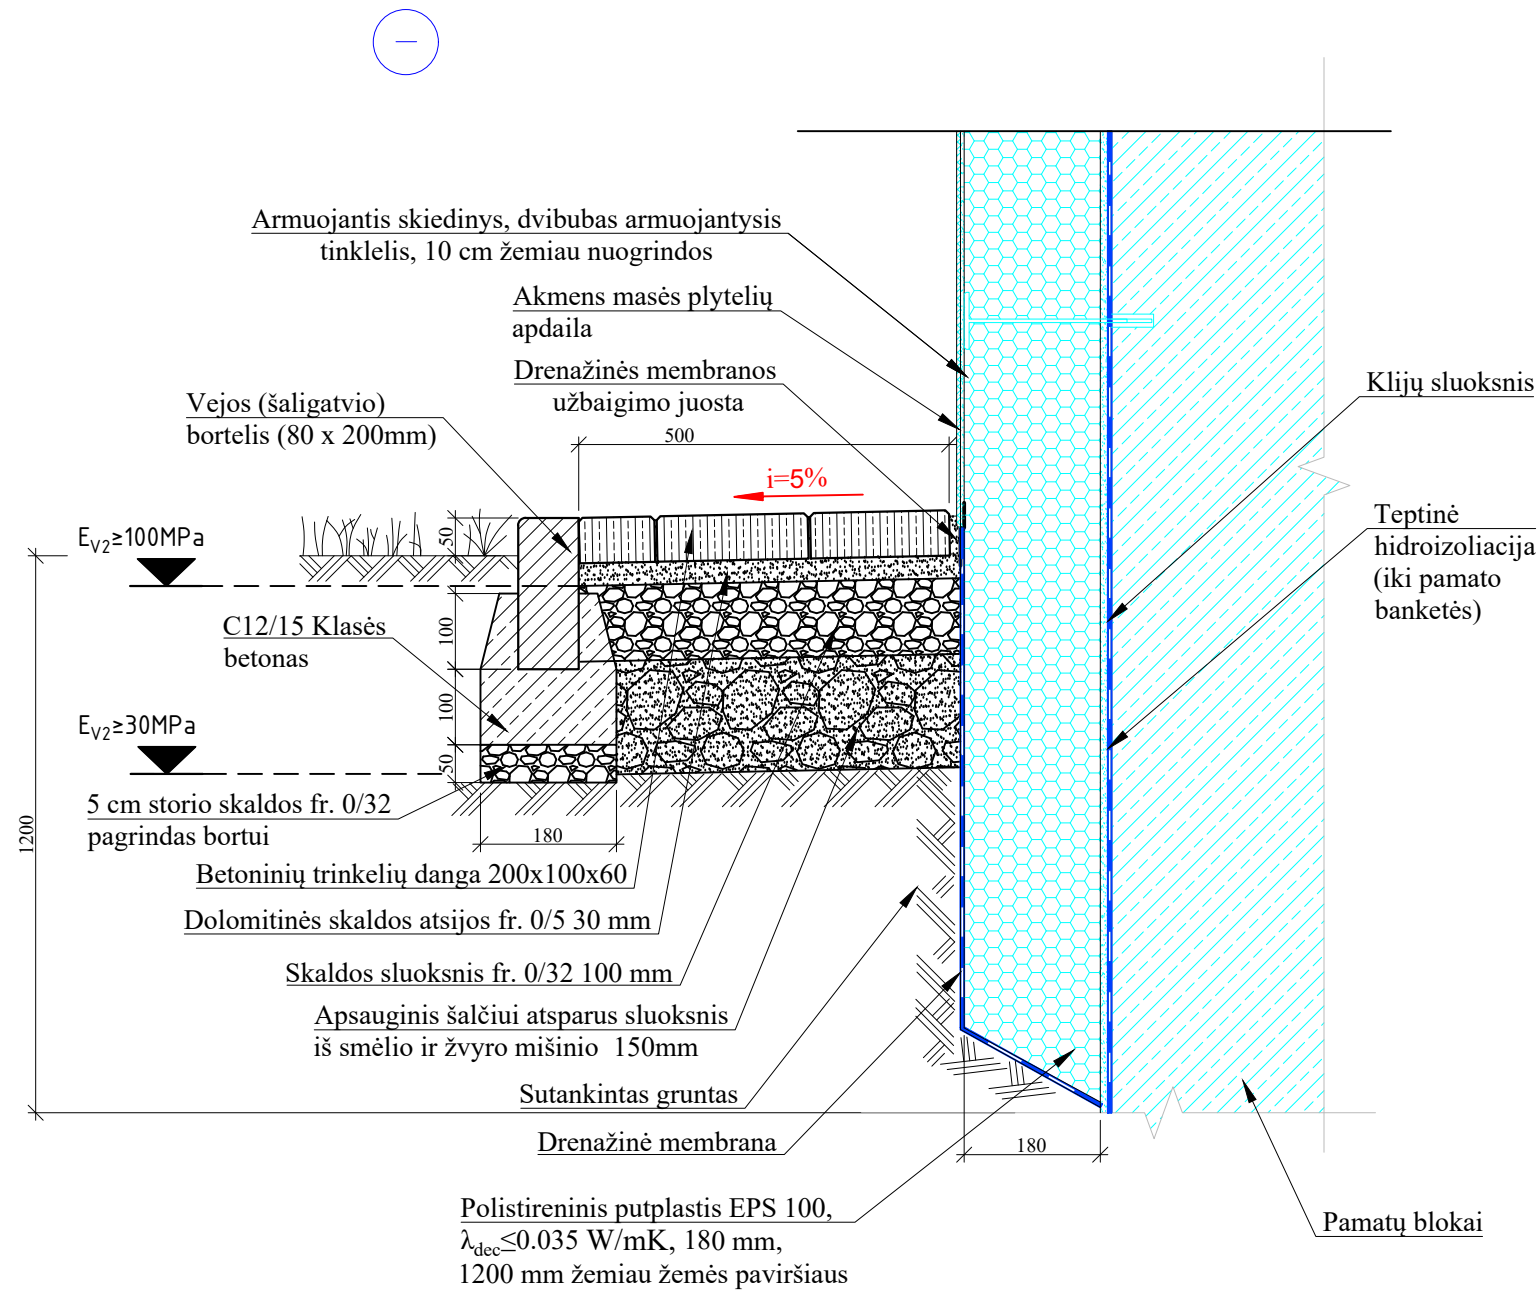 Armuojantis skiedinys, dvibubas armuojantysis
tinklelis, 10 cm žemiau nuogrindos
Akmens masės plytelių
apdaila
Drenažinės membranos
užbaigimo juosta
Klijų sluoksnis
Vejos (šaligatvio)
bortelis (80 x 200mm)
500
i=5%
Teptinė
hidroizoliacija
(iki pamato
banketės)
EV2≥100MPa
50
C12/15 Klasės
betonas
100
100
EV2≥30MPa
50
5 cm storio skaldos fr. 0/32
pagrindas bortui
1200
180
Betoninių trinkelių danga 200x100x60
Dolomitinės skaldos atsijos fr. 0/5 30 mm
Skaldos sluoksnis fr. 0/32 100 mm
Apsauginis šalčiui atsparus sluoksnis
iš smėlio ir žvyro mišinio 150mm
Sutankintas gruntas
Drenažinė membrana
180
Polistireninis putplastis EPS 100,
λdec≤0.035 W/mK, 180 mm,
1200 mm žemiau žemės paviršiaus
Pamatų blokai